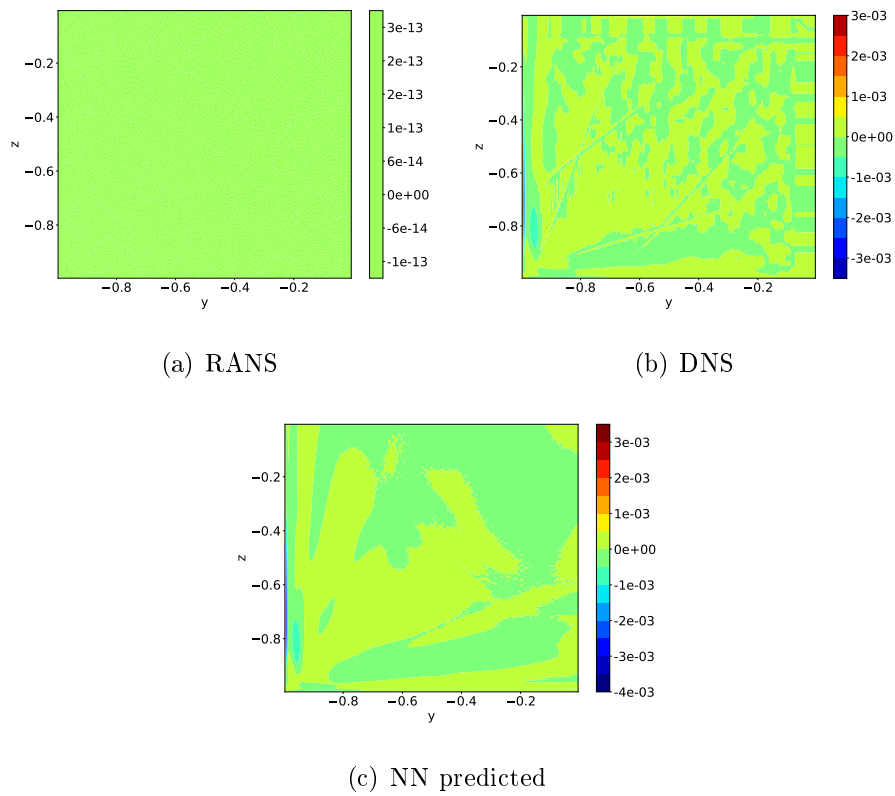 3e-13
2e-13
1e-13
6e-14
0e+00
−6e-14
−1e-13
−0.2
−0.4
−0.6
−0.8
z
−0.8 −0.6 −0.4 −0.2
y
3e-03
2e-03
1e-03
0e+00
−1e-03
−2e-03
−3e-03
−0.2
−0.4
−0.6
−0.8
z
−0.8 −0.6 −0.4 −0.2
y
(a) RANS
(b) DNS
3e-03
2e-03
1e-03
0e+00
-1e-03
-2e-03
-3e-03
-4e-03
−0.2
−0.4
−0.6
−0.8
z
−0.8 −0.6 −0.4 −0.2
y
(c) NN predicted